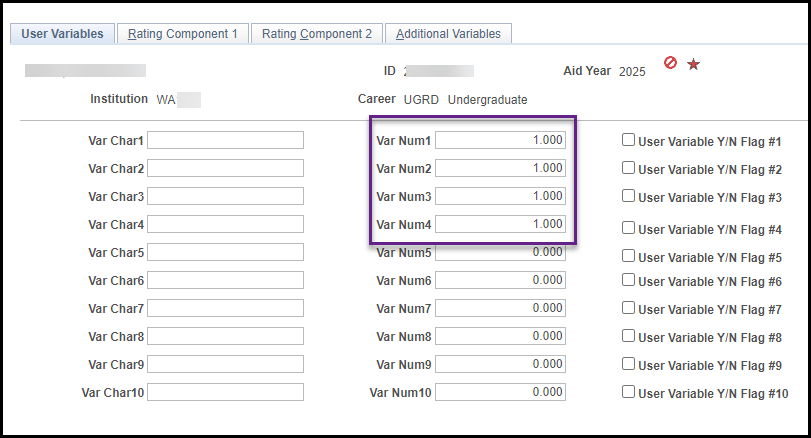 User Variables Rating Component 1 Rating Component 2 Additional Variables
ID Aid Year 2025
Institution WA Career UGRD Undergraduate
Var Char1 Var Num1 1.000 User Variable Y/N Flag #1
Var Char2 Var Num2 1.000 User Variable Y/N Flag #2
Var Char3 Var Num3 1.000 User Variable Y/N Flag #3
Var Char4 Var Num4 1.000 User Variable Y/N Flag #4
Var Char5 Var Num5 0.000 User Variable Y/N Flag #5
Var Char6 Var Num6 0.000 User Variable Y/N Flag #6
Var Char7 Var Num7 0.000 User Variable Y/N Flag #7
Var Char8 Var Num8 0.000 User Variable Y/N Flag #8
Var Char9 Var Num9 0.000 User Variable Y/N Flag #9
Var Char10 Var Num10 0.000 User Variable Y/N Flag #10